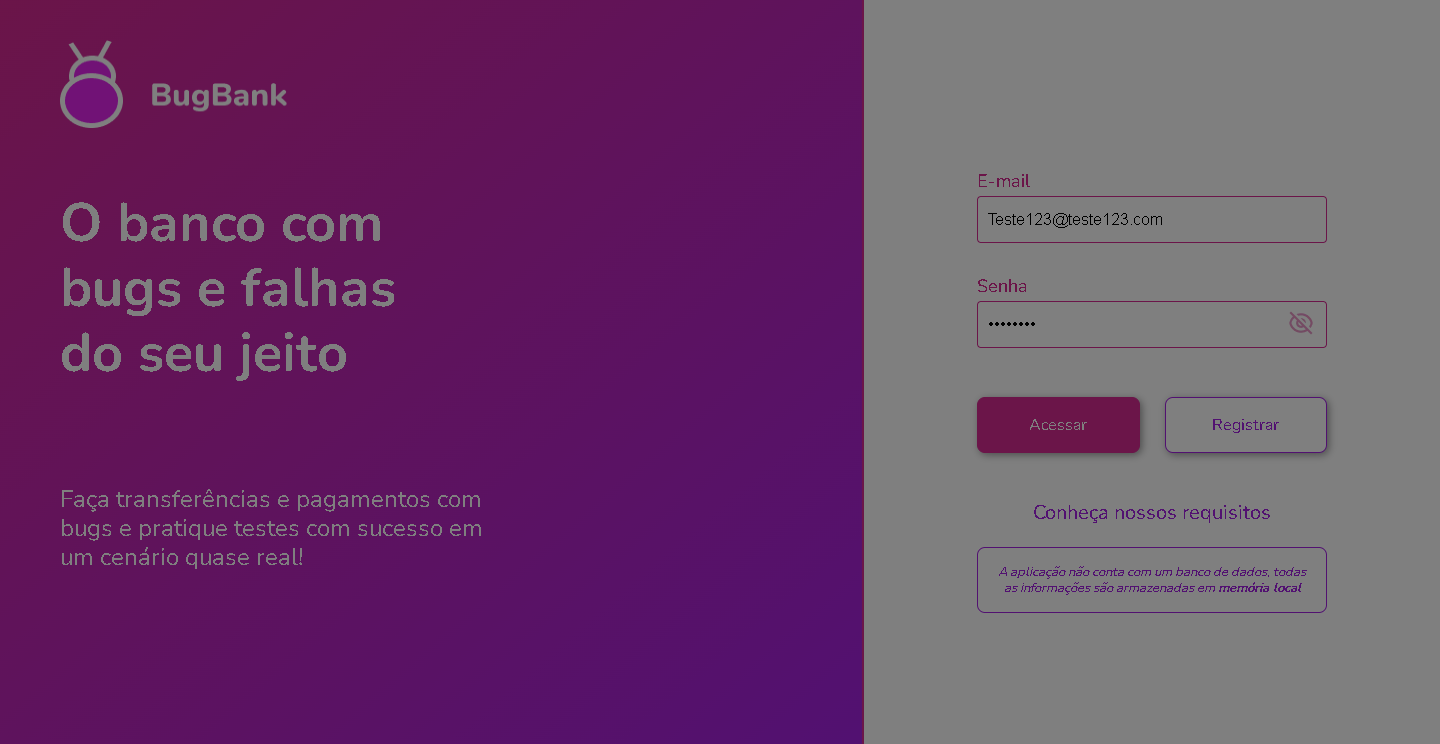 BugBank
O banco com
bugs e falhas
do seu jeito
Faça transferências e pagamentos com
bugs e pratique testes com sucesso em
um cenário quase real!
E-mail
Teste123@teste123.com
Senha
••••••••
Acessar
Registrar
Conheça nossos requisitos
A aplicação não conta com um banco de dados, todas
as informações são armazenadas em memória local